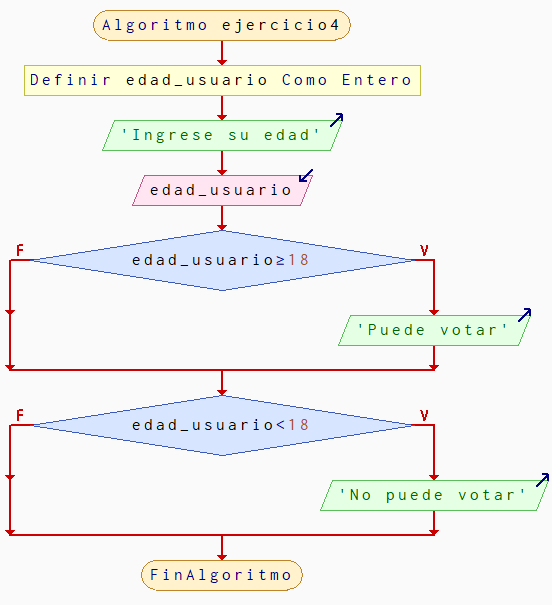 Algoritmo ejercicio4
Definir edad_usuario Como Entero
'Ingrese su edad'
edad_usuario
F
V
edad_usuario≥18
'Puede votar'
F
V
edad_usuario<18
'No puede votar'
FinAlgoritmo